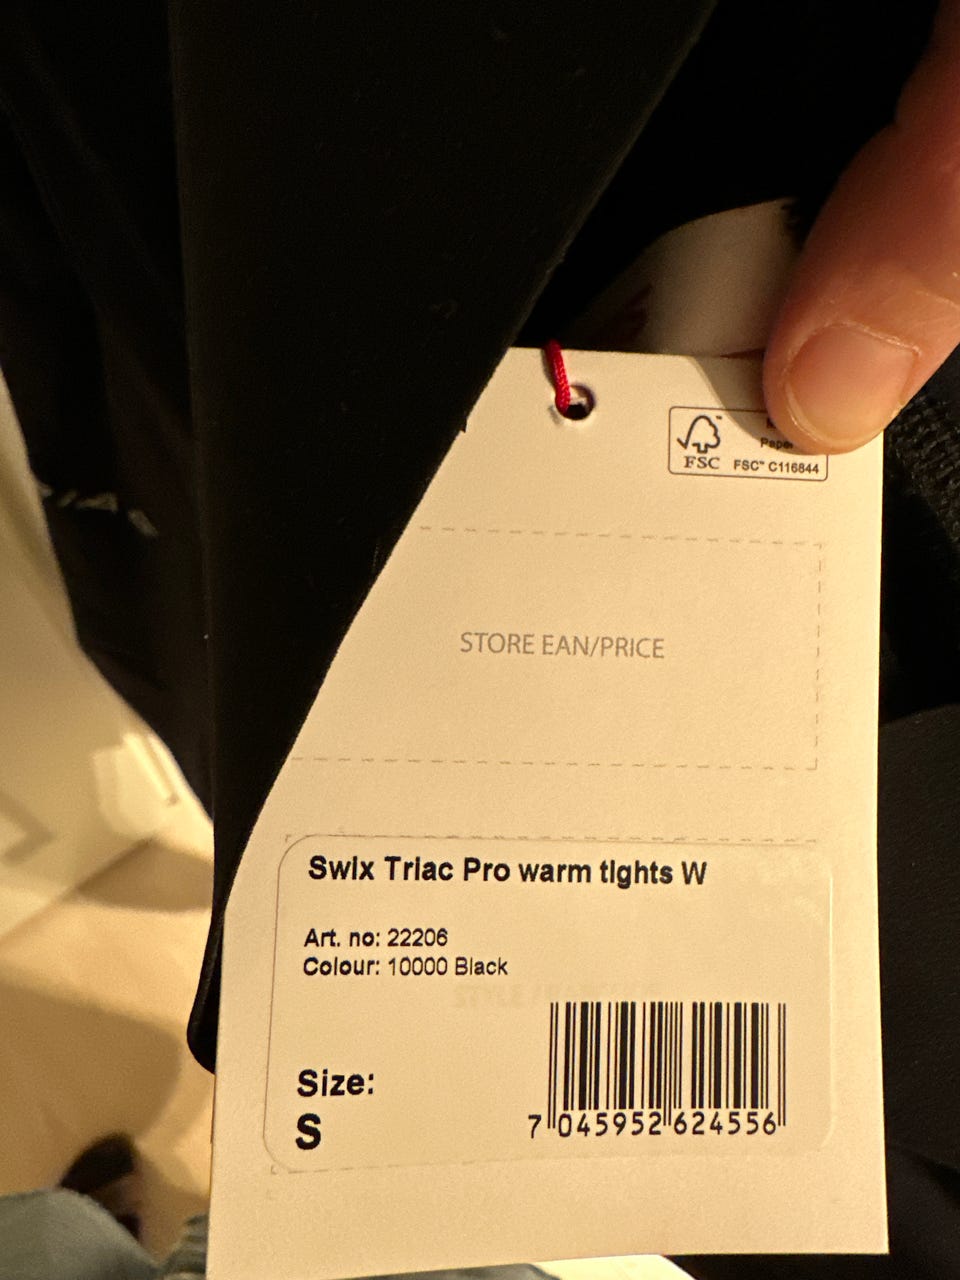 Paper
FSC
FSC™ C116844
STORE EAN/PRICE
Swix Triac Pro warm tights W
Art. no: 22206
Colour: 10000 Black
Size:
S
7 045952 624556